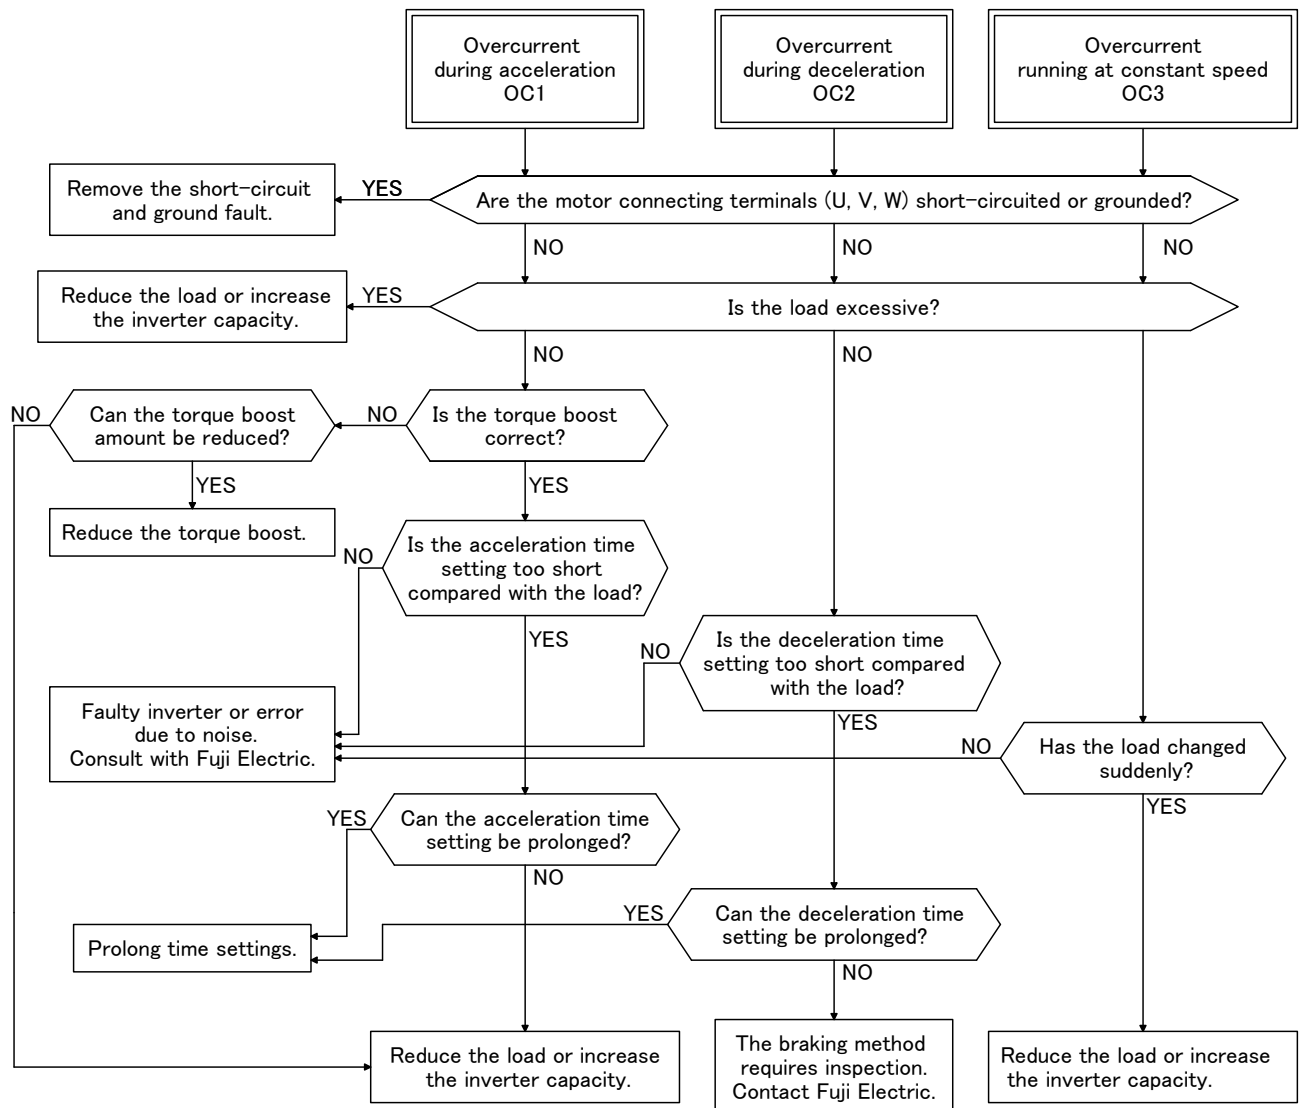 Overcurrent
during acceleration
OC1
Overcurrent
during deceleration
OC2
Overcurrent
running at constant speed
OC3
Remove the short-circuit
and ground fault.
YES
Are the motor connecting terminals (U, V, W) short-circuited or grounded?
NO
NO
NO
Reduce the load or increase
the inverter capacity.
YES
Is the load excessive?
NO
NO
NO
Can the torque boost
amount be reduced?
NO
Is the torque boost
correct?
YES
YES
Reduce the torque boost.
NO
Is the acceleration time
setting too short
compared with the load?
YES
NO
Is the deceleration time
setting too short compared
with the load?
YES
Faulty inverter or error
due to noise.
Consult with Fuji Electric.
NO
Has the load changed
suddenly?
YES
YES
Can the acceleration time
setting be prolonged?
NO
YES
Can the deceleration time
setting be prolonged?
NO
Prolong time settings.
Reduce the load or increase
the inverter capacity.
The braking method
requires inspection.
Contact Fuji Electric.
Reduce the load or increase
the inverter capacity.